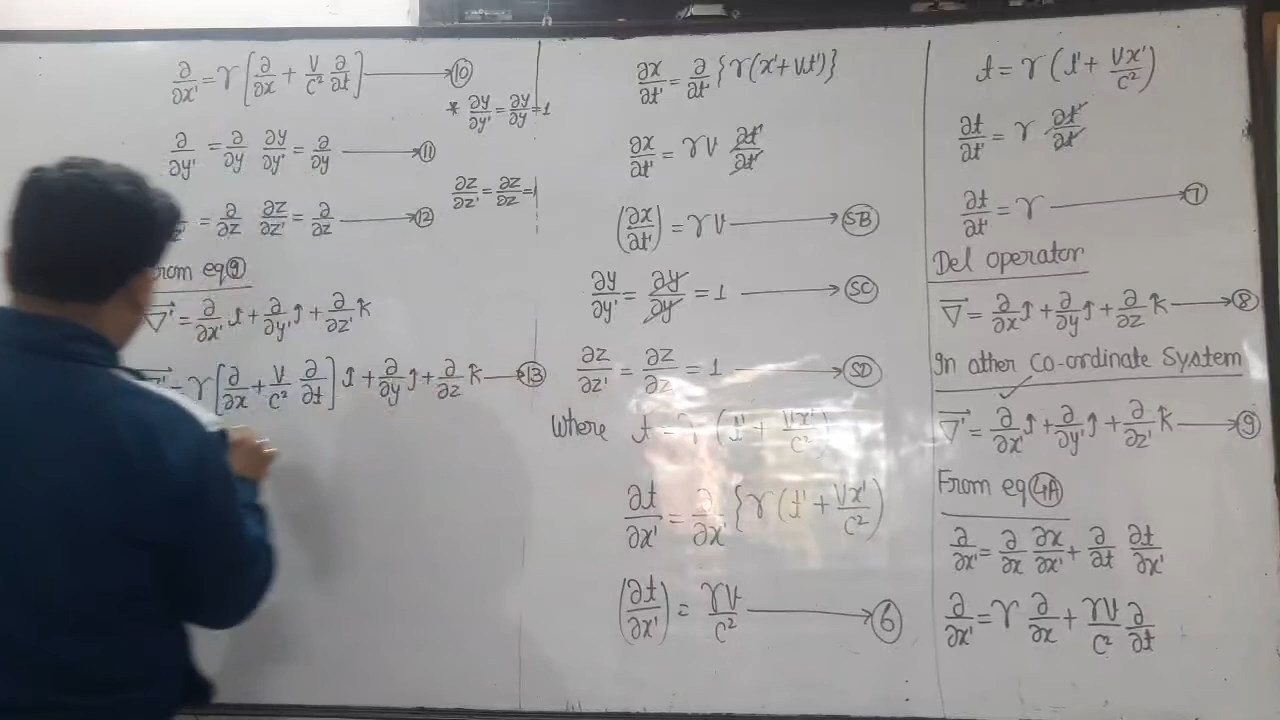 ∂/∂x' = γ[∂/∂x + V/C² ∂/∂t] → ⑩
* ∂y/∂y' = ∂y/∂y = 1
∂/∂y' = ∂/∂y ∂y/∂y' = ∂/∂y → ⑪
∂z/∂z' = ∂z/∂z = 1
z' = ∂/∂z ∂z/∂z' = ∂/∂z → ⑫
eq ⑨
∇' = ∂/∂x' î + ∂/∂y' ĵ + ∂/∂z' k̂
= γ[∂/∂x + V/C² ∂/∂t] î + ∂/∂y ĵ + ∂/∂z k̂ → ⑬
∂x/∂t' = ∂/∂t' {γ(x' + Vt')}
∂x/∂t' = γV ∂t'/∂t'
(∂x/∂t') = γV → 5B
∂y/∂y' = ∂y/∂y = 1 → 5C
∂z/∂z' = ∂z/∂z = 1 → 5D
Where t = γ(t' + Vx'/C²)
∂t/∂x' = ∂/∂x' {γ(t' + Vx'/C²)
(∂t/∂x') = γV/C² → ⑥
t = γ(t' + Vx'/C²)
∂t/∂t' = γ ∂t'/∂t'
∂t/∂t' = γ → ⑦
Del operator
∇ = ∂/∂x î + ∂/∂y ĵ + ∂/∂z k̂ → ⑧
In other Co-ordinate System
∇' = ∂/∂x' î + ∂/∂y' ĵ + ∂/∂z' k̂ → ⑨
From eq 4A
∂/∂x' = ∂/∂x ∂x/∂x' + ∂/∂t ∂t/∂x'
∂/∂x' = γ ∂/∂x + γV/C² ∂/∂t